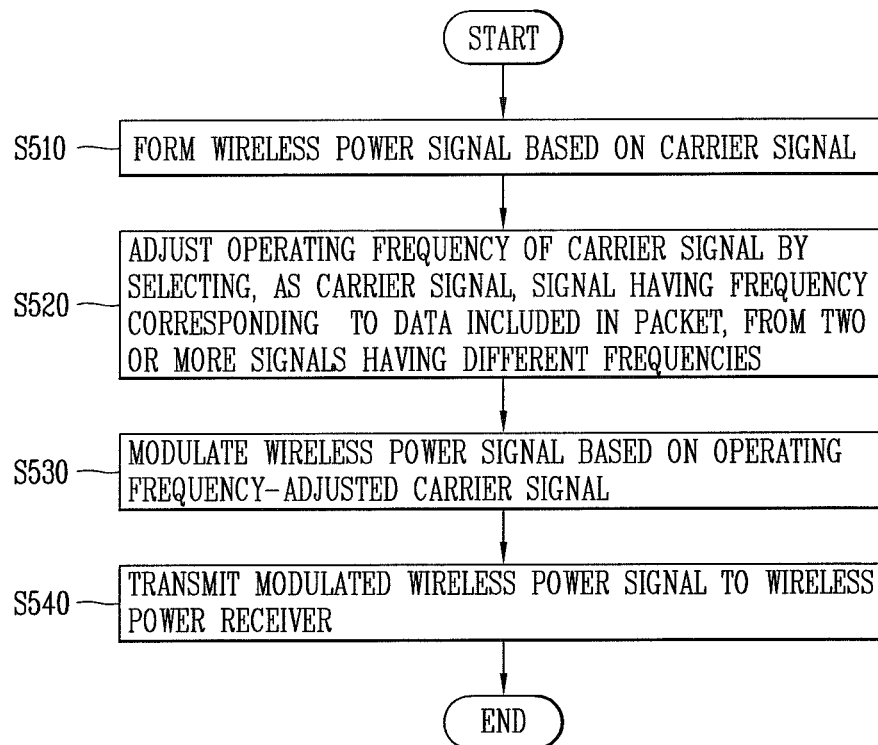 START
S510
FORM WIRELESS POWER SIGNAL BASED ON CARRIER SIGNAL
S520
ADJUST OPERATING FREQUENCY OF CARRIER SIGNAL BY
SELECTING, AS CARRIER SIGNAL, SIGNAL HAVING FREQUENCY
CORRESPONDING TO DATA INCLUDED IN PACKET, FROM TWO
OR MORE SIGNALS HAVING DIFFERENT FREQUENCIES
S530
MODULATE WIRELESS POWER SIGNAL BASED ON OPERATING
FREQUENCY-ADJUSTED CARRIER SIGNAL
S540
TRANSMIT MODULATED WIRELESS POWER SIGNAL TO WIRELESS
POWER RECEIVER
END